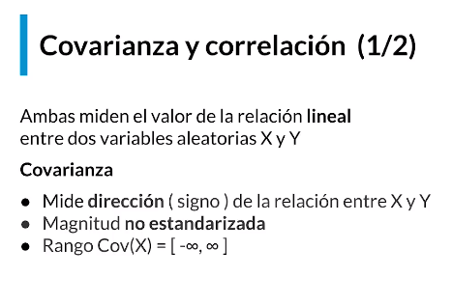 Covarianza y correlación (1/2)
Ambas miden el valor de la relación lineal
entre dos variables aleatorias X y Y
Covarianza
● Mide dirección ( signo ) de la relación entre X y Y
● Magnitud no estandarizada
● Rango Cov(X) = [ -∞, ∞ ]